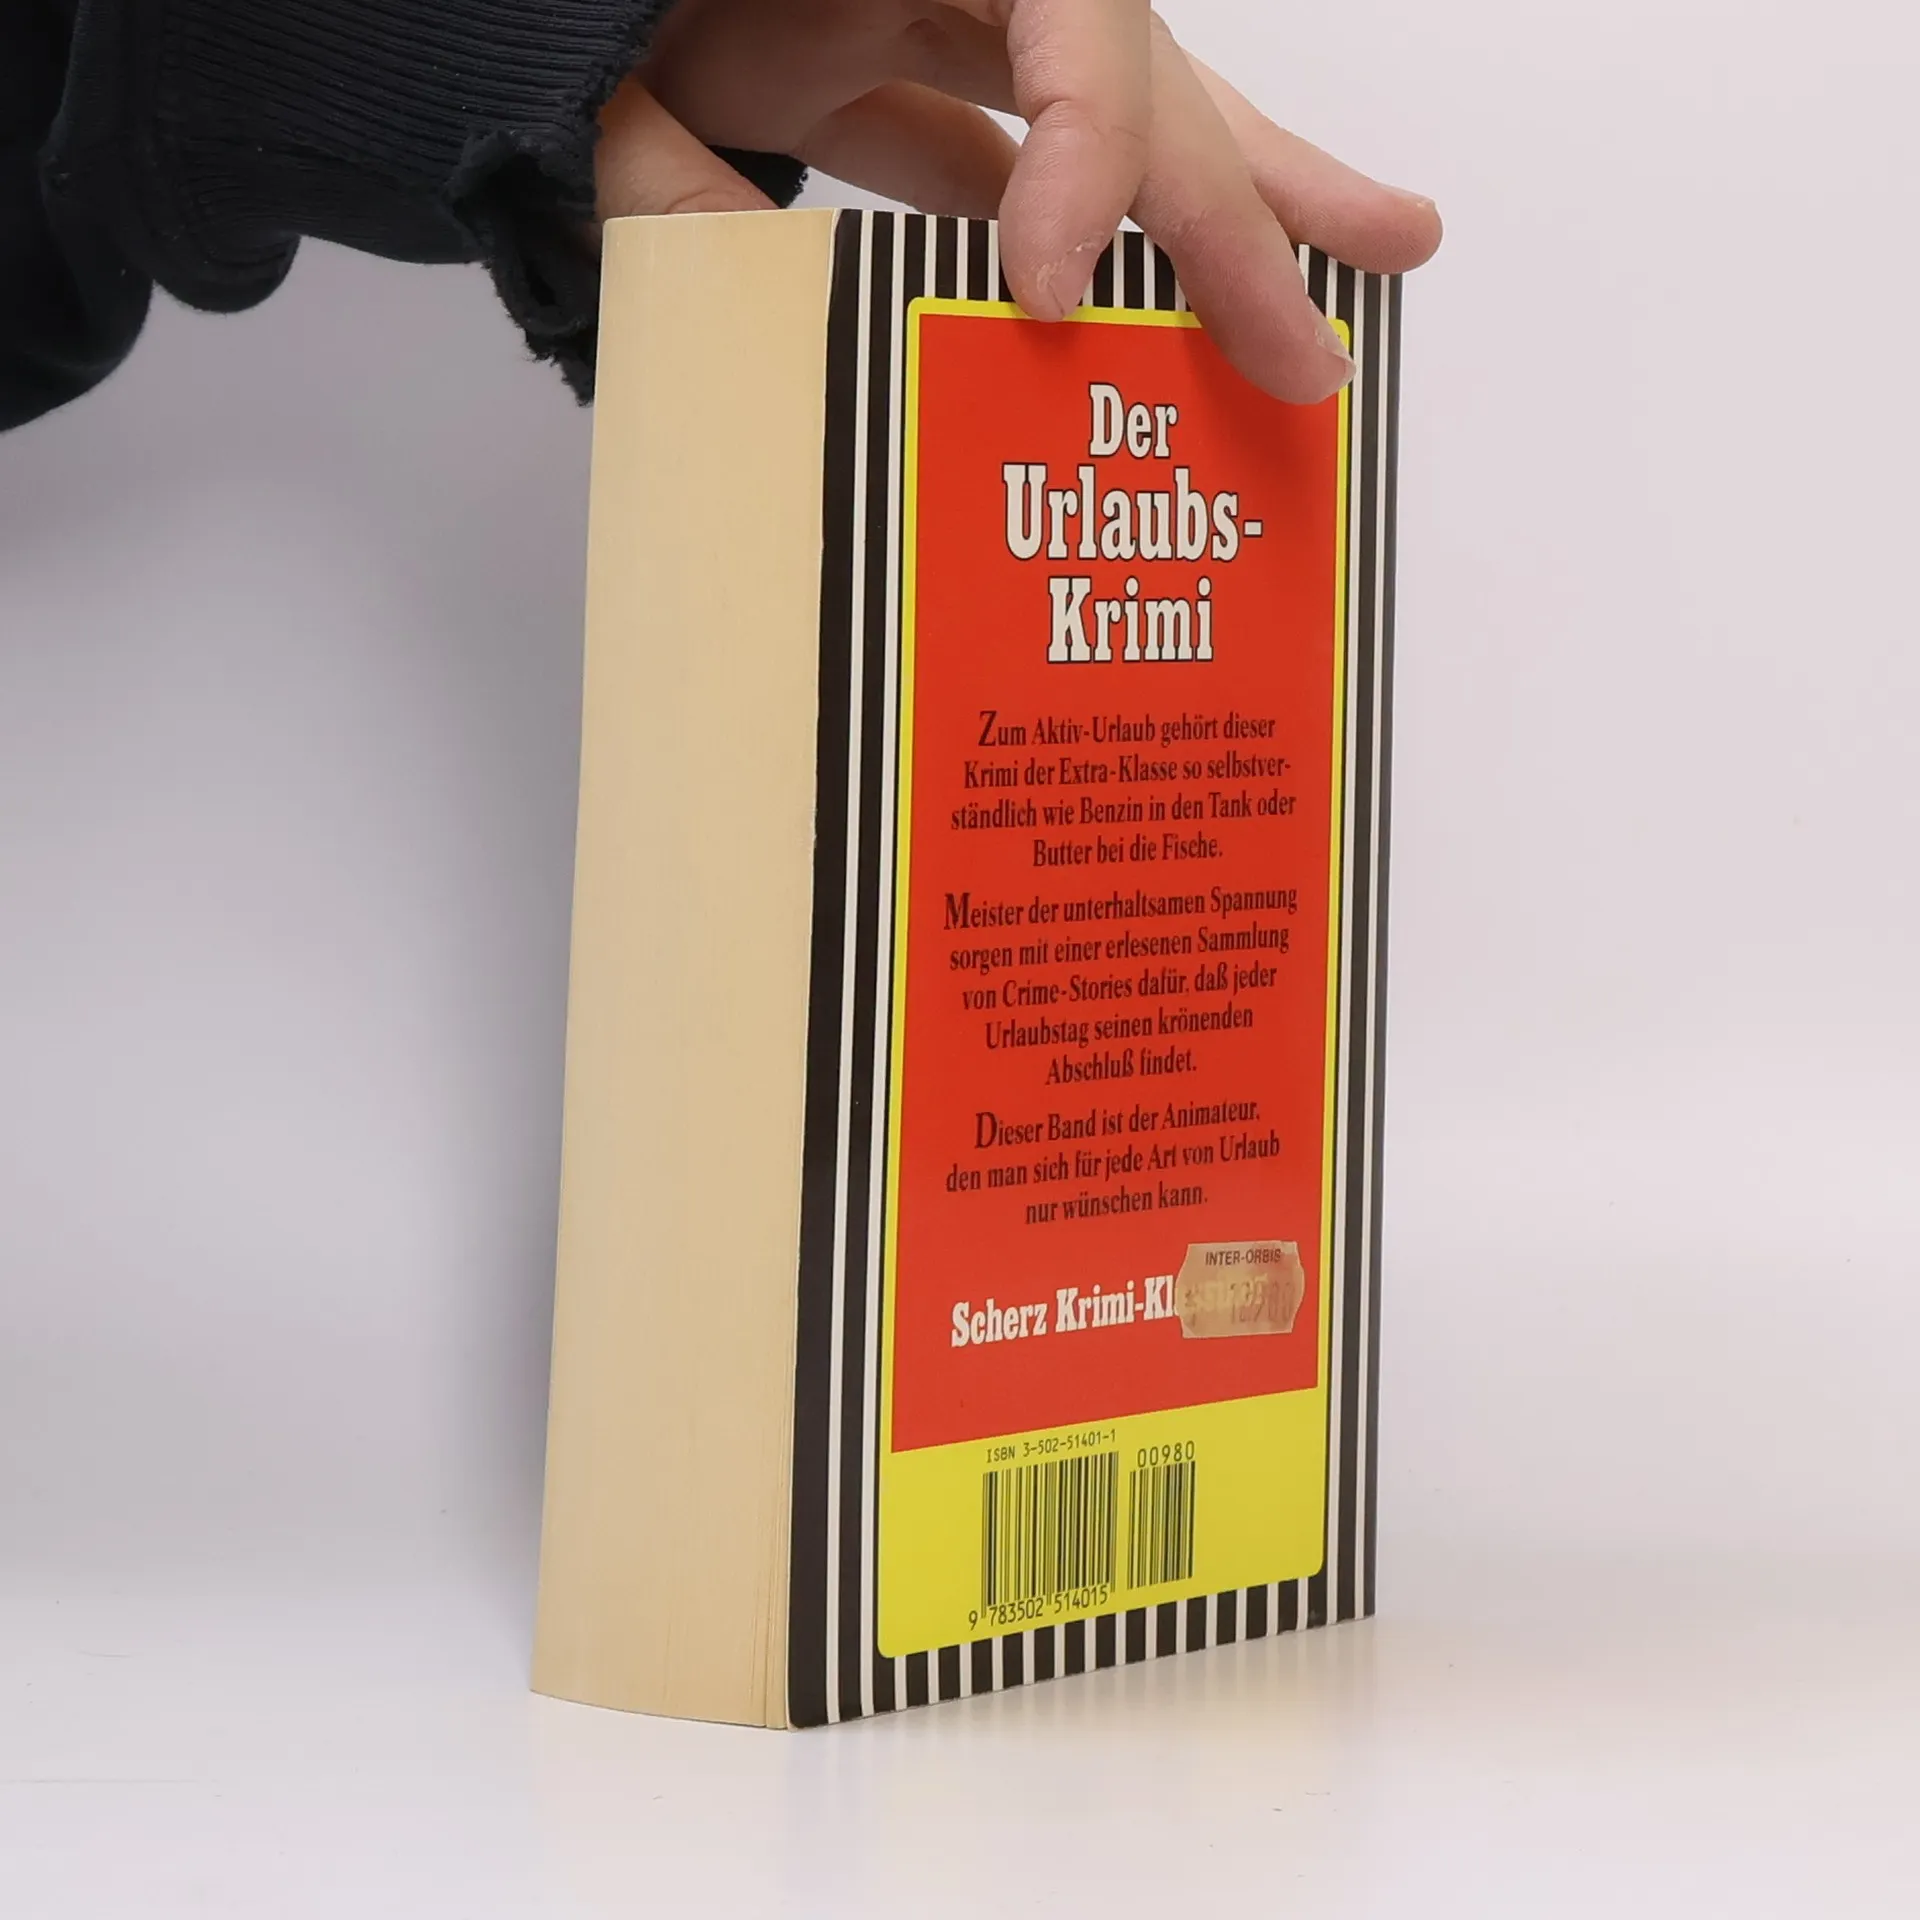 Der
Urlaubs-
Krimi
Zum Aktiv-Urlaub gehört dieser
Krimi der Extra-Klasse so selbstver-
ständlich wie Benzin in den Tank oder
Butter bei die Fische.
Meister der unterhaltsamen Spannung
sorgen mit einer erlesenen Sammlung
von Crime-Stories dafür, daß jeder
Urlaubstag seinen krönenden
Abschluß findet.
Dieser Band ist der Animateur,
den man sich für jede Art von Urlaub
nur wünschen kann.
INTER-ORBIS
Scherz Krimi-
ISBN 3-502-51401-1
00980
9 783502 514015